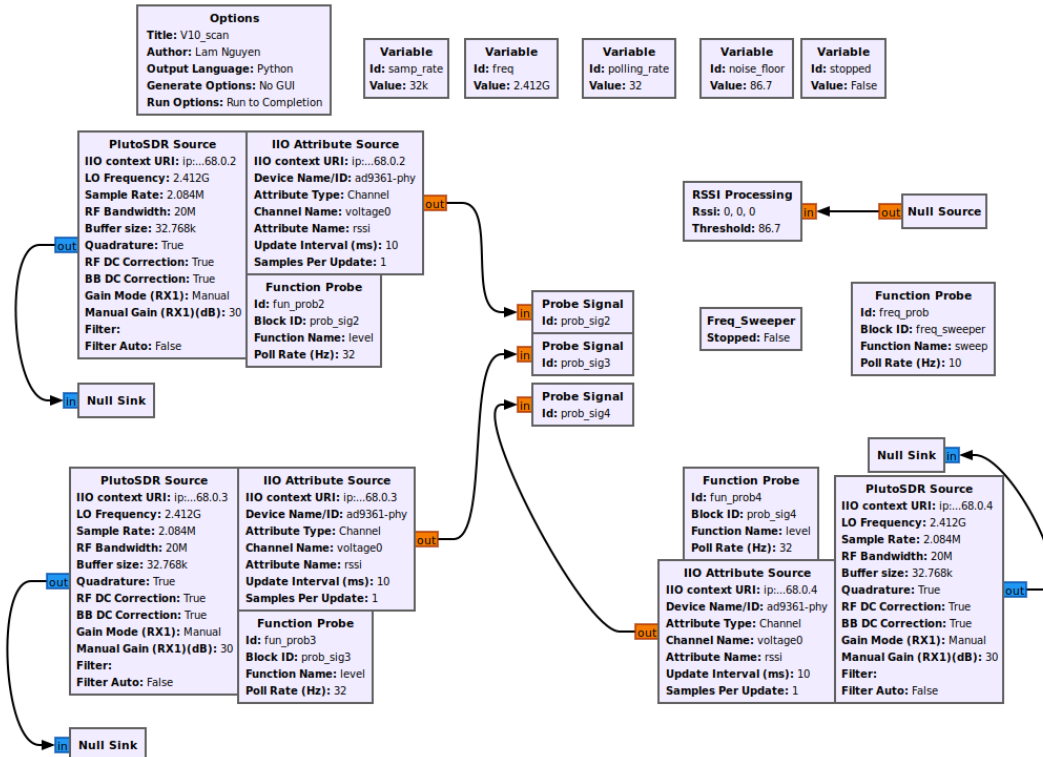 Options
Title: V10_scan
Author: Lam Nguyen
Output Language: Python
Generate Options: No GUI
Run Options: Run to Completion
Variable
Id: samp_rate
Value: 32k
Variable
Id: freq
Value: 2.412G
Variable
Id: polling_rate
Value: 32
Variable
Id: noise_floor
Value: 86.7
Variable
Id: stopped
Value: False
PlutoSDR Source
IIO context URI: ip:...68.0.2
LO Frequency: 2.412G
Sample Rate: 2.084M
RF Bandwidth: 20M
Buffer size: 32.768k
Quadrature: True
RF DC Correction: True
BB DC Correction: True
Gain Mode (RX1): Manual
Manual Gain (RX1)(dB): 30
Filter:
Filter Auto: False
out
IIO Attribute Source
IIO context URI: ip:...68.0.2
Device Name/ID: ad9361-phy
Attribute Type: Channel
Channel Name: voltage0
Attribute Name: rssi
Update Interval (ms): 10
Samples Per Update: 1
out
Function Probe
Id: fun_prob2
Block ID: prob_sig2
Function Name: level
Poll Rate (Hz): 32
in
Null Sink
RSSI Processing
Rssi: 0, 0, 0
Threshold: 86.7
in
out
Null Source
in
Probe Signal
Id: prob_sig2
in
Probe Signal
Id: prob_sig3
in
Probe Signal
Id: prob_sig4
Freq_Sweeper
Stopped: False
Function Probe
Id: freq_prob
Block ID: freq_sweeper
Function Name: sweep
Poll Rate (Hz): 10
PlutoSDR Source
IIO context URI: ip:...68.0.3
LO Frequency: 2.412G
Sample Rate: 2.084M
RF Bandwidth: 20M
Buffer size: 32.768k
Quadrature: True
RF DC Correction: True
BB DC Correction: True
Gain Mode (RX1): Manual
Manual Gain (RX1)(dB): 30
Filter:
Filter Auto: False
out
IIO Attribute Source
IIO context URI: ip:...68.0.3
Device Name/ID: ad9361-phy
Attribute Type: Channel
Channel Name: voltage0
Attribute Name: rssi
Update Interval (ms): 10
Samples Per Update: 1
out
Function Probe
Id: fun_prob3
Block ID: prob_sig3
Function Name: level
Poll Rate (Hz): 32
in
Null Sink
Null Sink
in
Function Probe
Id: fun_prob4
Block ID: prob_sig4
Function Name: level
Poll Rate (Hz): 32
IIO Attribute Source
IIO context URI: ip:...68.0.4
Device Name/ID: ad9361-phy
Attribute Type: Channel
Channel Name: voltage0
Attribute Name: rssi
Update Interval (ms): 10
Samples Per Update: 1
out
PlutoSDR Source
IIO context URI: ip:...68.0.4
LO Frequency: 2.412G
Sample Rate: 2.084M
RF Bandwidth: 20M
Buffer size: 32.768k
Quadrature: True
RF DC Correction: True
BB DC Correction: True
Gain Mode (RX1): Manual
Manual Gain (RX1)(dB): 30
Filter:
Filter Auto: False
out